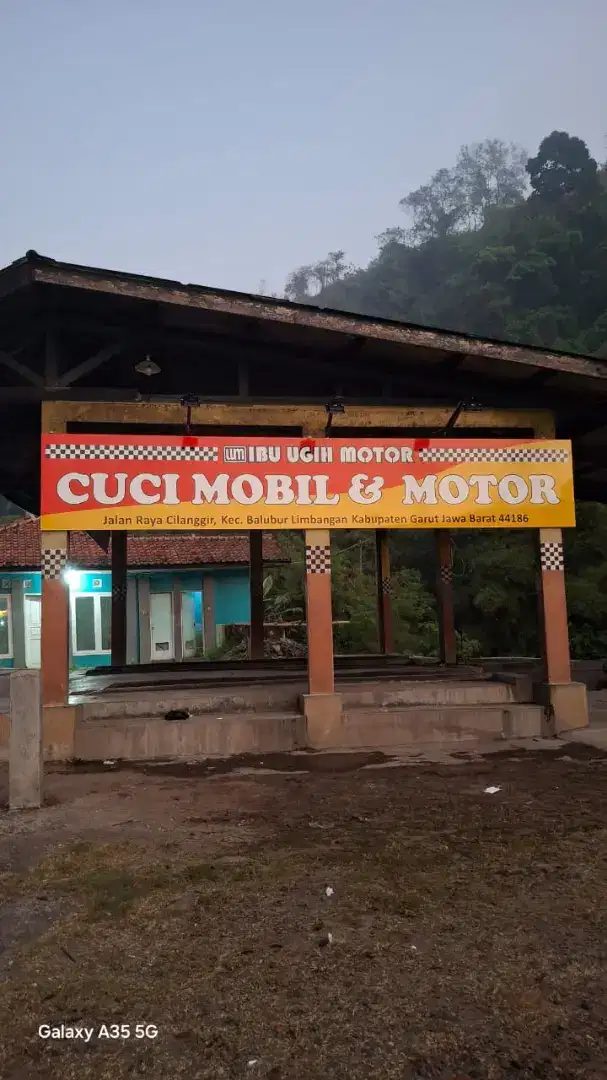 UM IBU UGIH MOTOR
CUCI MOBIL & MOTOR
Jalan Raya Cilanggir, Kec. Balubur Limbangan Kabupaten Garut Jawa Barat 44186
Galaxy A35 5G